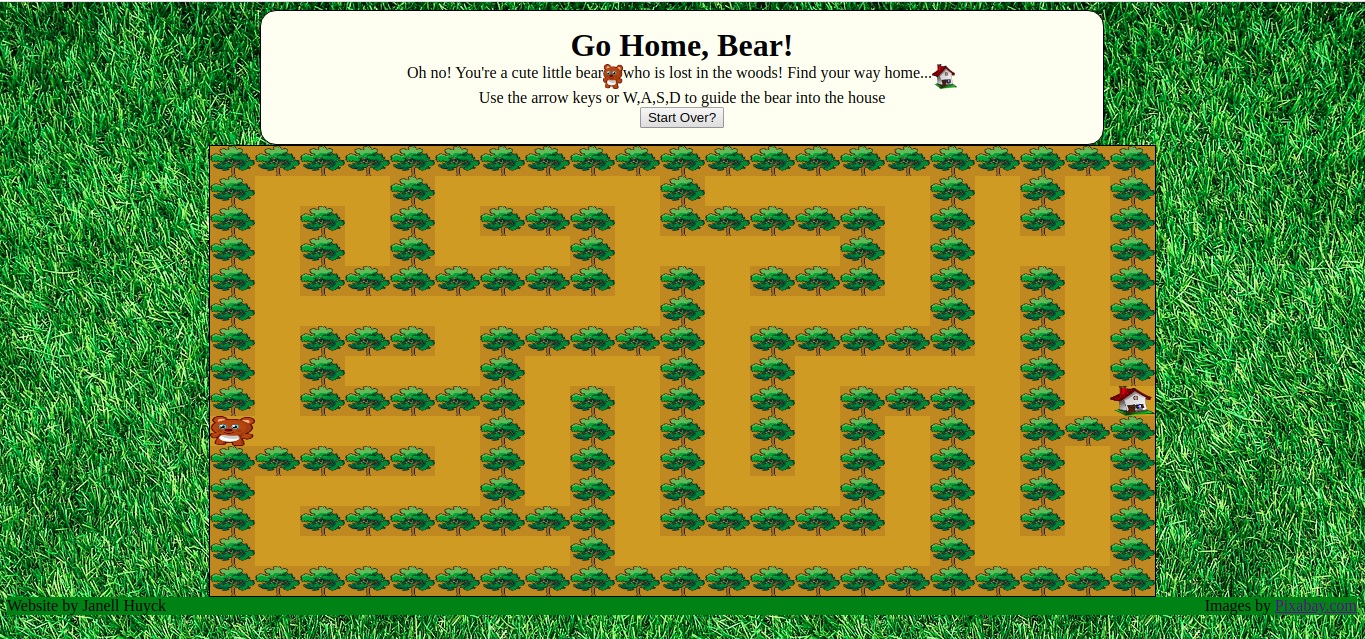 Go Home, Bear!
Oh no! You're a cute little bear who is lost in the woods! Find your way home...
Use the arrow keys or W,A,S,D to guide the bear into the house
Start Over?
Website by Janell Huyck
Images by Pixabay.com